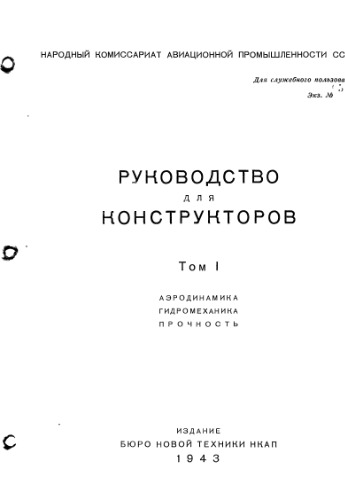 НАРОДНЫЙ КОМИССАРИАТ АВИАЦИОННОЙ ПРОМЫШЛЕННОСТИ СС
Для служебного пользова
Экз. №
РУКОВОДСТВО
ДЛЯ
КОНСТРУКТОРОВ
Том I
АЭРОДИНАМИКА
ГИДРОМЕХАНИКА
ПРОЧНОСТЬ
ИЗДАНИЕ
БЮРО НОВОЙ ТЕХНИКИ НКАП
1943